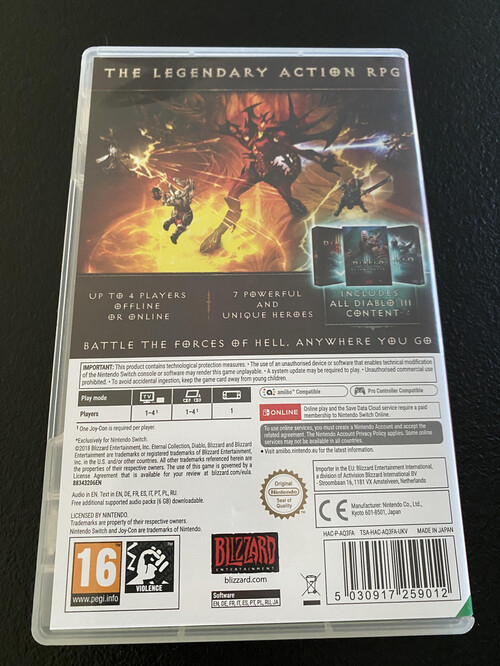 THE LEGENDARY ACTION RPG
DIABLO
UP TO 4 PLAYERS
OFFLINE
OR ONLINE
7 POWERFUL
AND
UNIQUE HEROES
INCLUDES
ALL DIABLO III
CONTENT
BATTLE THE FORCES OF HELL, ANYWHERE YOU GO
IMPORTANT: This product contains technological protection measures. • The use of an unauthorised device or software that enables technical modification
of the Nintendo Switch console or software may render this game unplayable. • A system update may be required to play. • Unauthorised commercial use
prohibited. • To avoid accidental ingestion, keep the game card away from young children.
Play mode
TV
Players
1–4¹
1–4¹
1
¹ One Joy-Con is required per player.
*Exclusively for Nintendo Switch.
©2018 Blizzard Entertainment, Inc. Eternal Collection, Diablo, Blizzard and Blizzard
Entertainment are trademarks or registered trademarks of Blizzard Entertainment,
Inc. in the U.S. and/or other countries. All other trademarks referenced herein are
the properties of their respective owners. The use of this game is governed by a
License Agreement that is available for your review at blizzard.com/eula.
88343206EN
Audio in EN. Text in EN, DE, FR, ES, IT, PT, PL, RU.
Free additional supported audio packs (6 GB) downloadable.
LICENSED BY NINTENDO.
Trademarks are property of their respective owners.
Nintendo Switch and Joy-Con are trademarks of Nintendo.
amiibo™ Compatible
Pro Controller Compatible
ONLINE
Online play and the Save Data Cloud service require a paid
membership to Nintendo Switch Online.
To use online services, you must create a Nintendo Account and accept the
related agreement. The Nintendo Account Privacy Policy applies. Some online
services may not be available in all countries.
• Visit amiibo.nintendo.eu for the latest information.
Original
Nintendo
Seal of
Quality
Importer in the EU: Blizzard Entertainment International,
a division of Activision Blizzard International BV
- Stroombaan 16, 1181 VX Amstelveen, Netherlands
CE
Manufacturer: Nintendo Co., Ltd.,
Kyoto 601-8501, Japan
HAC-P-AQ3FA
TSA-HAC-AQ3FA-UKV
MADE IN JAPAN
16
www.pegi.info
VIOLENCE
BLIZZARD
ENTERTAINMENT
blizzard.com
Software
EN, DE, FR, IT, ES, PT, PL, RU, JA
5 030917 259012